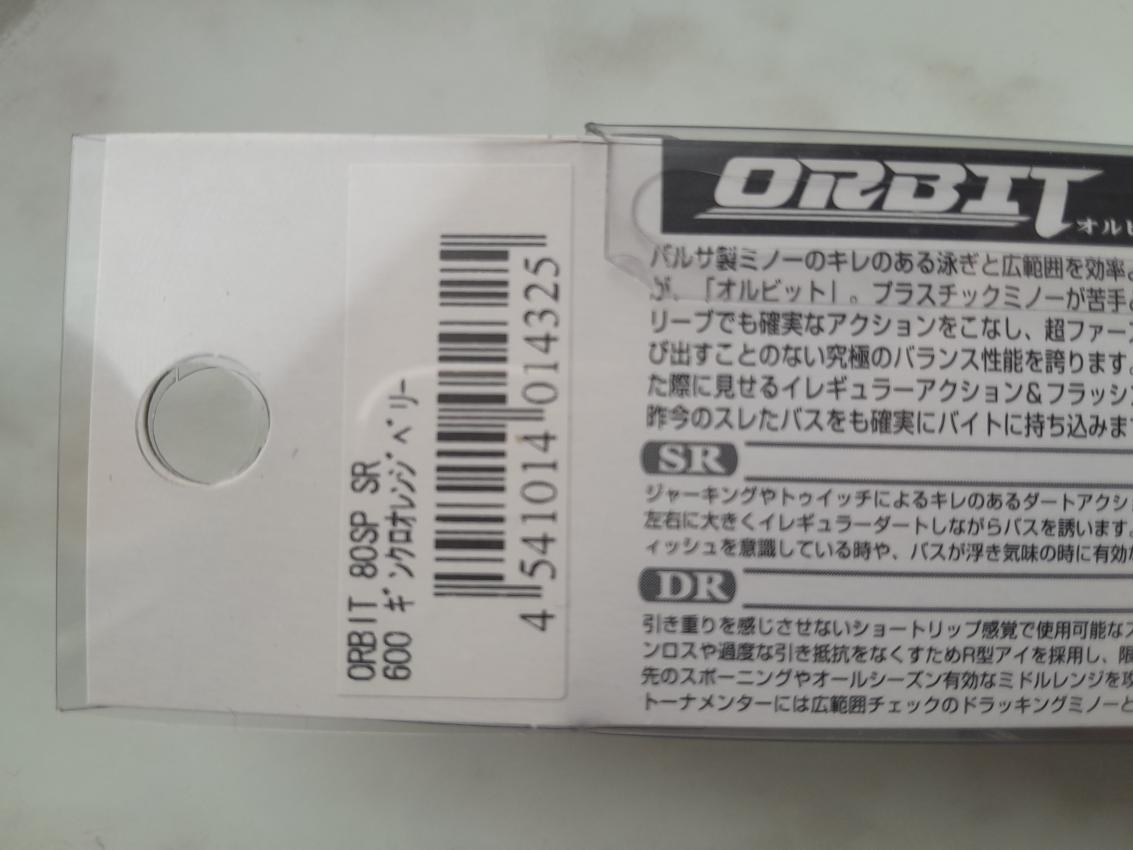 ORBIT 80SP SR
600 ギンクロオレンジベリー
4 541014 014325
ORBIT
オルビ
バルサ製ミノーのキレのある泳ぎと広範囲を効率
が、「オルビット」。プラスチックミノーが苦手
リーブでも確実なアクションをこなし、超ファー
び出すことのない究極のバランス性能を誇ります。
た際に見せるイレギュラーアクション&フラッシ
昨今のスレたバスをも確実にバイトに持ち込みま
SR
ジャーキングやトゥイッチによるキレのあるダートアクシ
左右に大きくイレギュラーダートしながらバスを誘います。
ィッシュを意識している時や、バスが浮き気味の時に有効
DR
引き重りを感じさせないショートリップ感覚で使用可能な
ンロスや過度な引き抵抗をなくすためR型アイを採用し、限
先のスポーニングやオールシーズン有効なミドルレンジを攻
トーナメンターには広範囲チェックのドラッキングミノーと